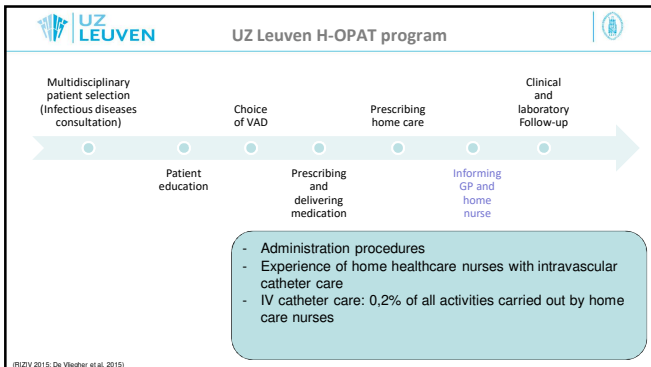 UZ
LEUVEN
UZ Leuven H-OPAT program
Multidisciplinary
patient selection
(Infectious diseases
consultation)
Patient
education
Choice
of VAD
Prescribing
and
delivering
medication
Prescribing
home care
Informing
GP and
home
nurse
Clinical
and
laboratory
Follow-up
- Administration procedures
- Experience of home healthcare nurses with intravascular
catheter care
- IV catheter care: 0,2% of all activities carried out by home
care nurses
(RIZIV 2015; De Vliegher et al. 2015)